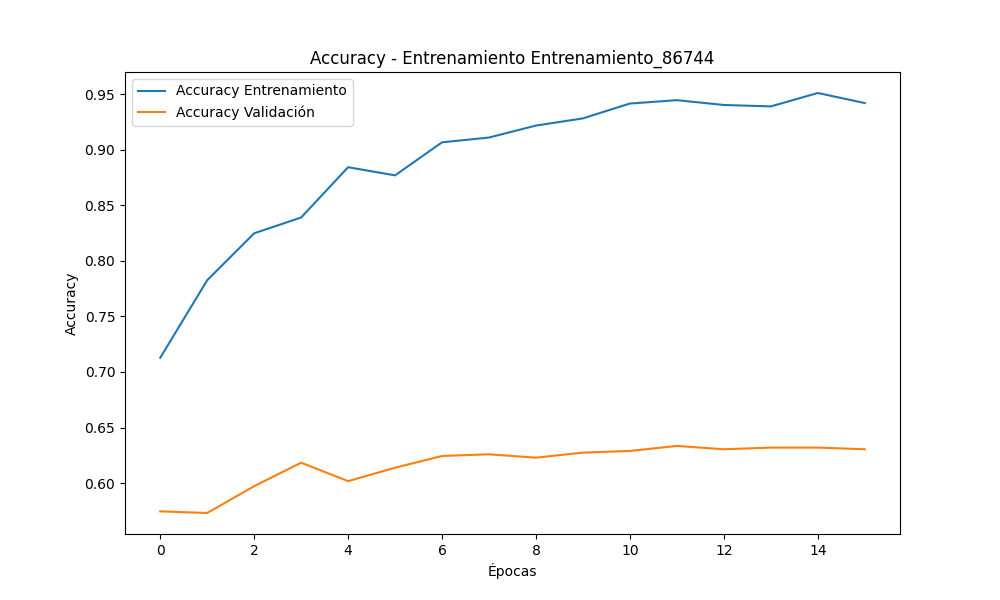 Accuracy - Entrenamiento Entrenamiento_86744
Accuracy Entrenamiento
Accuracy Validación
Accuracy
0.95
0.90
0.85
0.80
0.75
0.70
0.65
0.60
0 2 4 6 8 10 12 14
Épocas